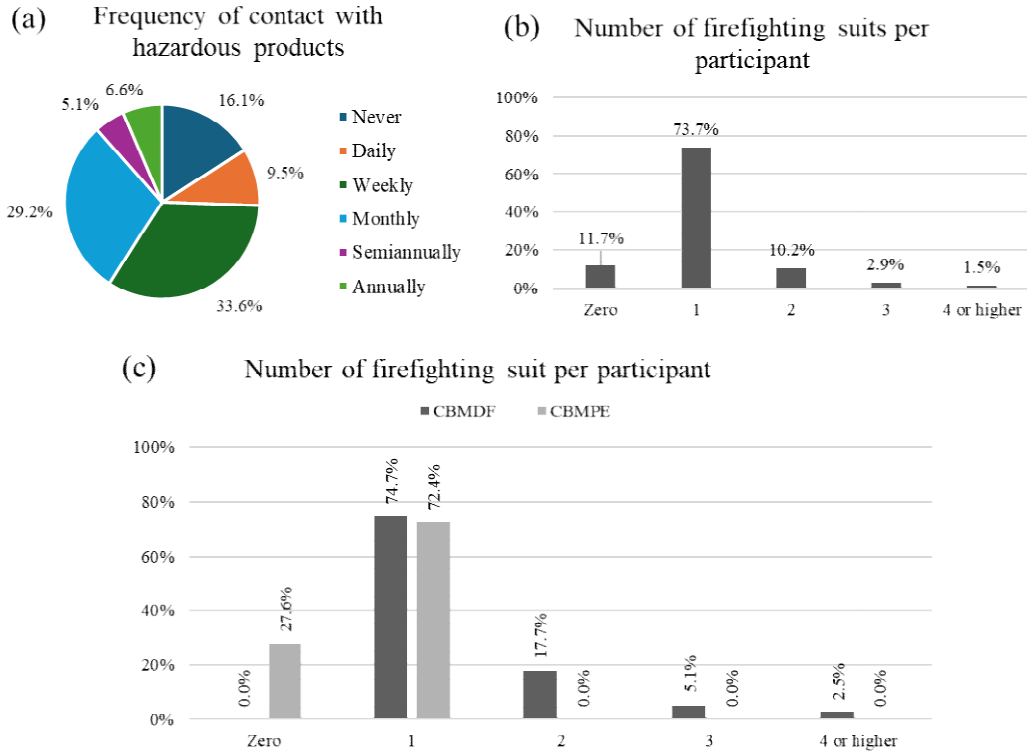 (a)
Frequency of contact with
hazardous products
5.1%
6.6%
16.1%
9.5%
29.2%
33.6%
Never
Daily
Weekly
Monthly
Semiannually
Annually
(b)
Number of firefighting suits per
participant
100%
80%
60%
40%
20%
0%
11.7%
73.7%
10.2%
2.9%
1.5%
Zero
1
2
3
4 or higher
(c)
Number of firefighting suit per participant
CBMDF
CBMPE
100%
80%
60%
40%
20%
0%
0.0%
27.6%
74.7%
72.4%
17.7%
0.0%
5.1%
0.0%
2.5%
0.0%
Zero
1
2
3
4 or higher